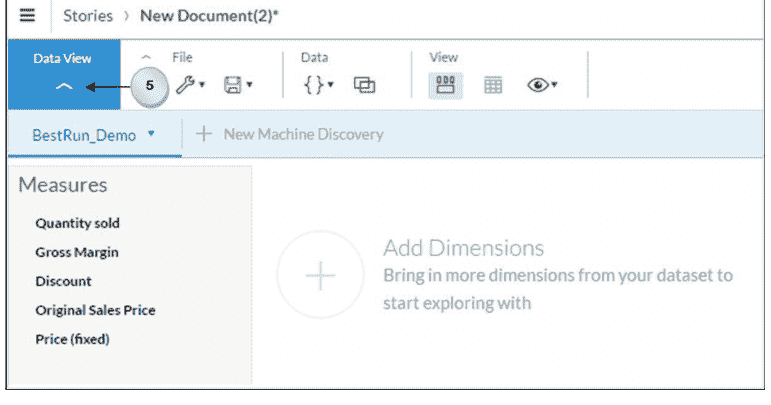 Stories › New Document(2)*
Data View
File
Data
View
5
{ }
BestRun_Demo
+ New Machine Discovery
Measures
Quantity sold
Gross Margin
Discount
Original Sales Price
Price (fixed)
Add Dimensions
Bring in more dimensions from your dataset to
start exploring with